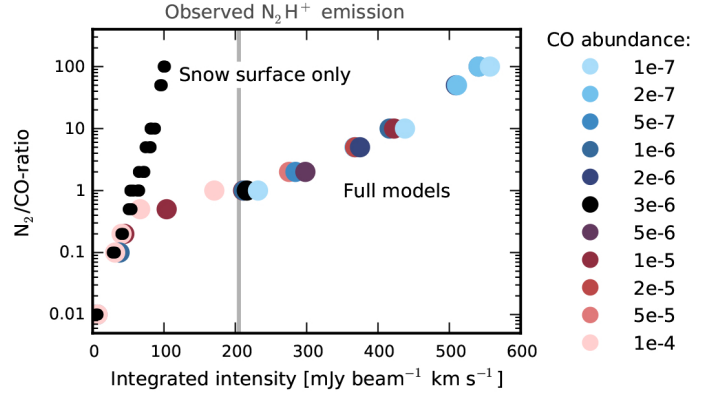 Observed N₂H⁺ emission
Snow surface only
Full models
N₂/CO-ratio
100
10
1
0.1
0.01
0 100 200 300 400 500 600
Integrated intensity [mJy beam⁻¹ km s⁻¹]
CO abundance:
1e-7
2e-7
5e-7
1e-6
2e-6
3e-6
5e-6
1e-5
2e-5
5e-5
1e-4